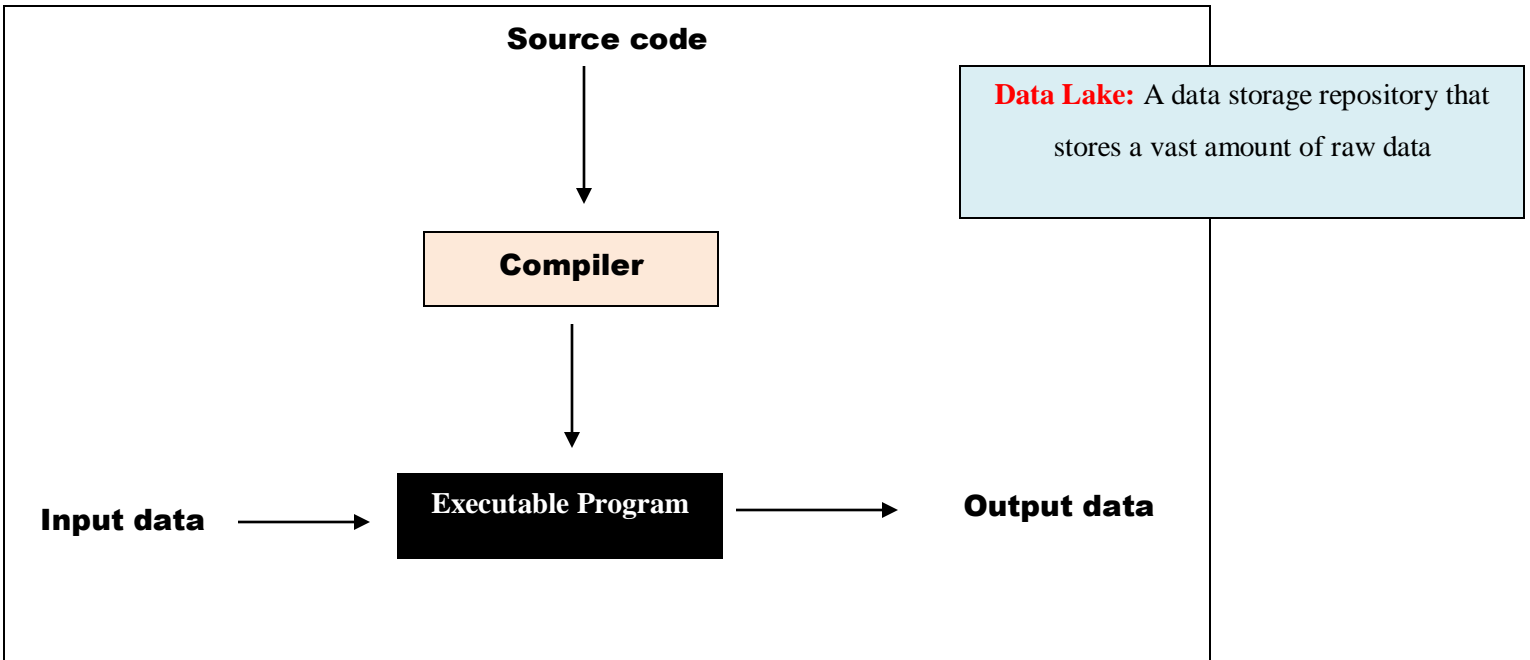 Source code
Data Lake: A data storage repository that
stores a vast amount of raw data
Compiler
Executable Program
Input data
Output data